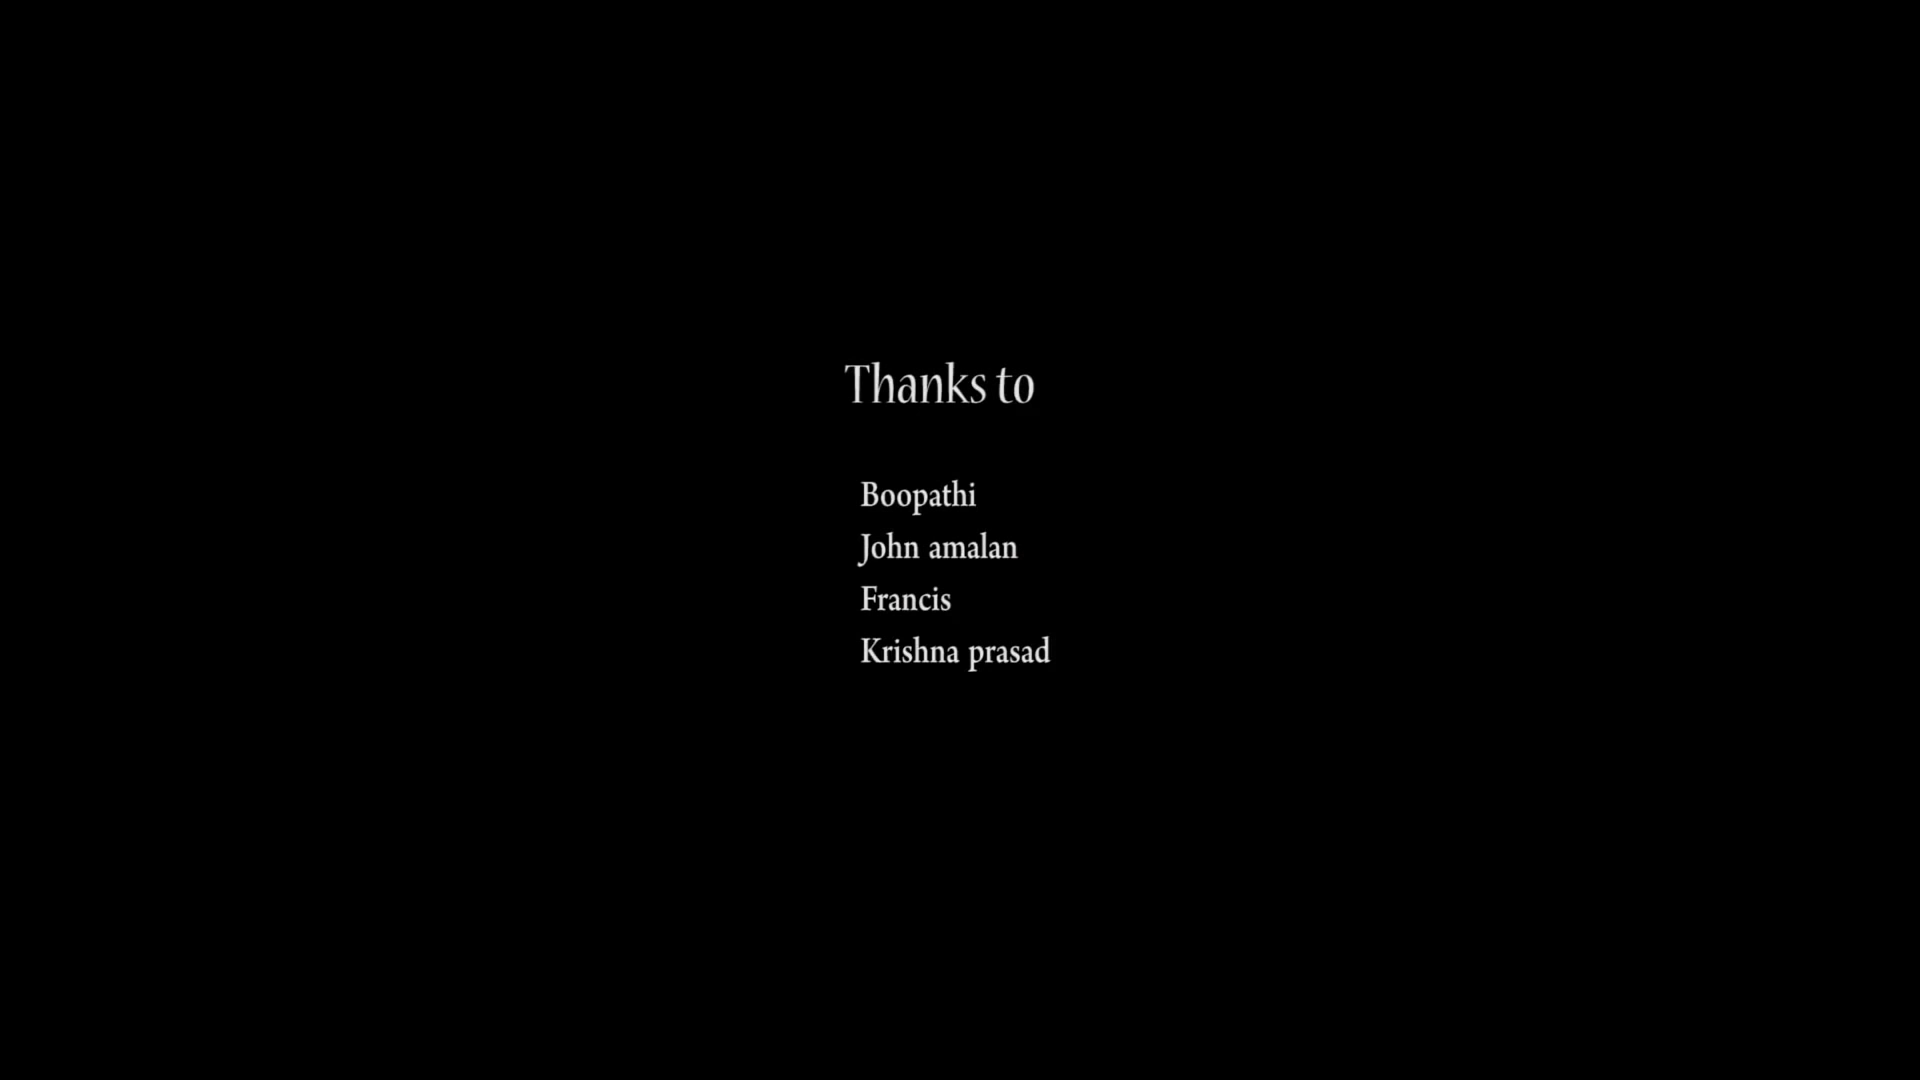 Thanks to
Boopathi
John amalan
Francis
Krishna prasad